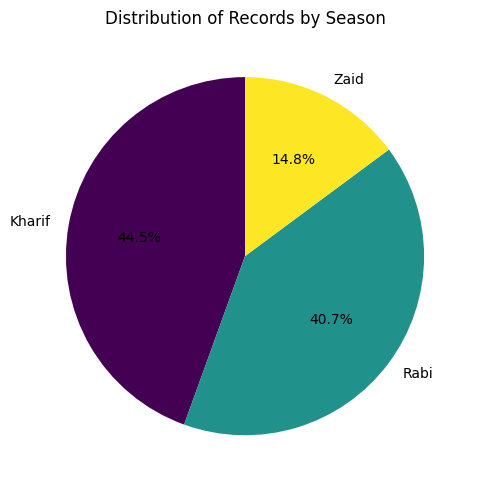 Distribution of Records by Season
Zaid
14.8%
Kharif
44.5%
40.7%
Rabi